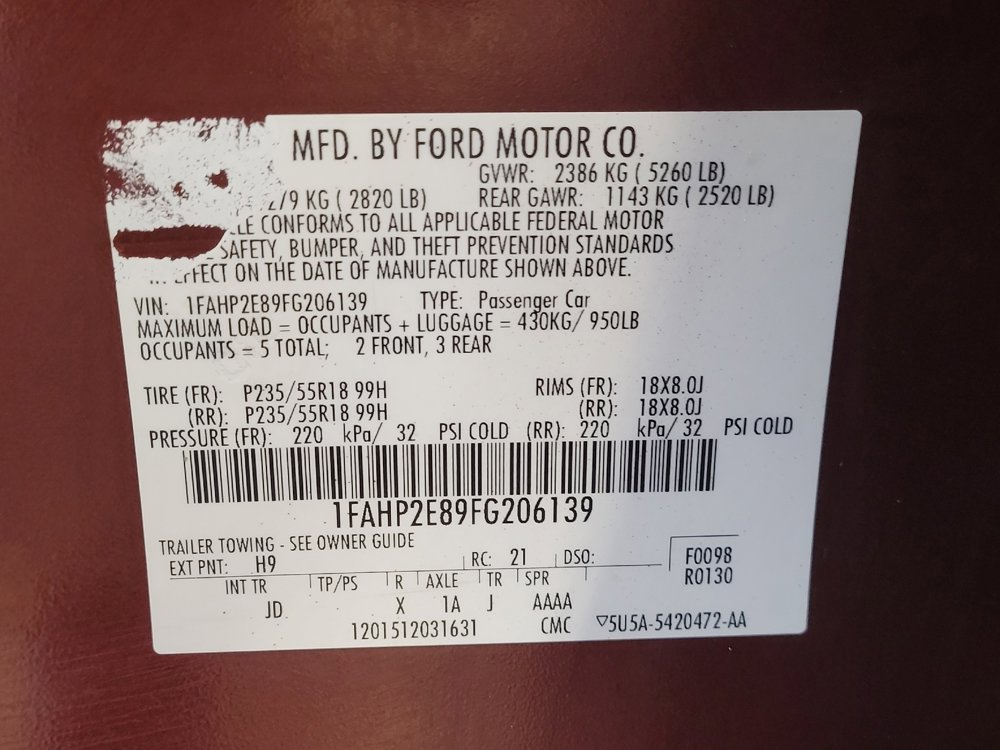 MFD. BY FORD MOTOR CO.
GVWR: 2386 KG ( 5260 LB)
KG ( 2820 LB) REAR GAWR: 1143 KG ( 2520 LB)
CONFORMS TO ALL APPLICABLE FEDERAL MOTOR
SAFETY, BUMPER, AND THEFT PREVENTION STANDARDS
ON THE DATE OF MANUFACTURE SHOWN ABOVE.
VIN: 1FAHP2E89FG206139 TYPE: Passenger Car
MAXIMUM LOAD = OCCUPANTS + LUGGAGE = 430KG/ 950LB
OCCUPANTS = 5 TOTAL; 2 FRONT, 3 REAR
TIRE (FR): P235/55R18 99H RIMS (FR): 18X8.0J
(RR): P235/55R18 99H (RR): 18X8.0J
PRESSURE (FR): 220 kPa/ 32 PSI COLD (RR): 220 kPa/ 32 PSI COLD
1FAHP2E89FG206139
TRAILER TOWING - SEE OWNER GUIDE
EXT PNT: H9 RC: 21 DSO: F0098
R0130
INT TR TP/PS R AXLE TR SPR
JD X 1A J AAAA
1201512031631 CMC ▽5U5A-5420472-AA